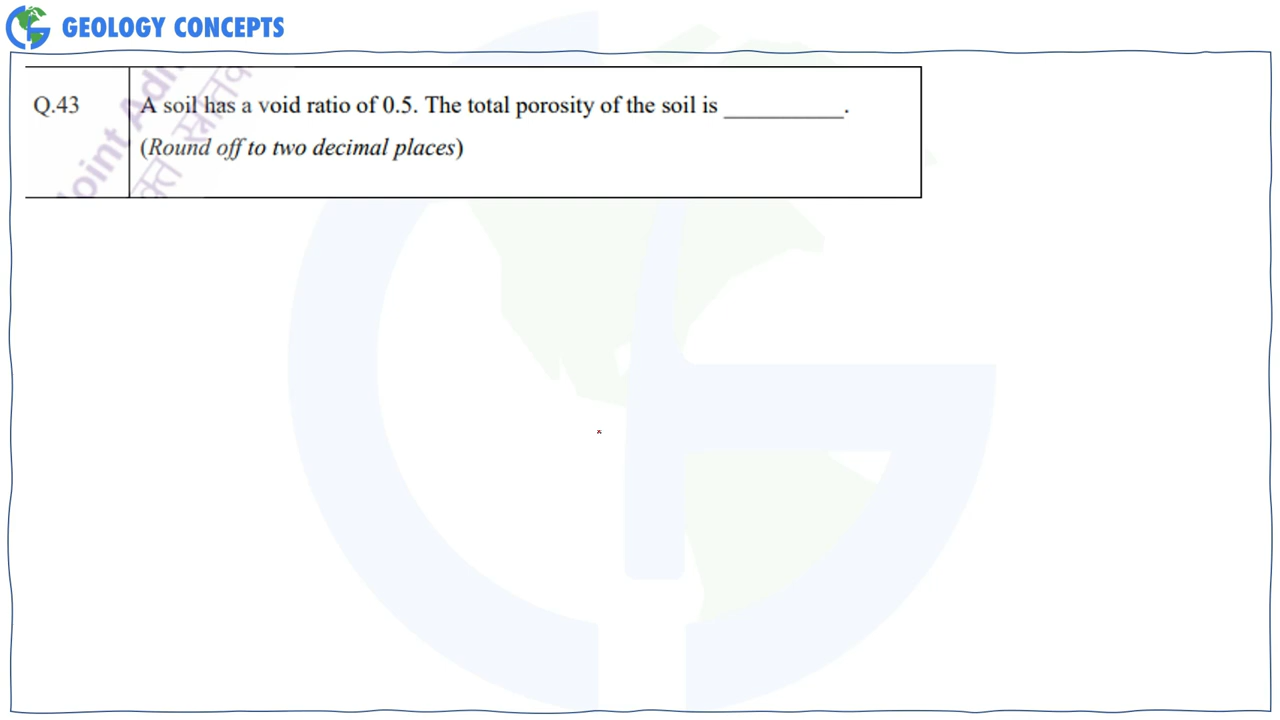 GEOLOGY CONCEPTS
Q.43
A soil has a void ratio of 0.5. The total porosity of the soil is __________.
(Round off to two decimal places)